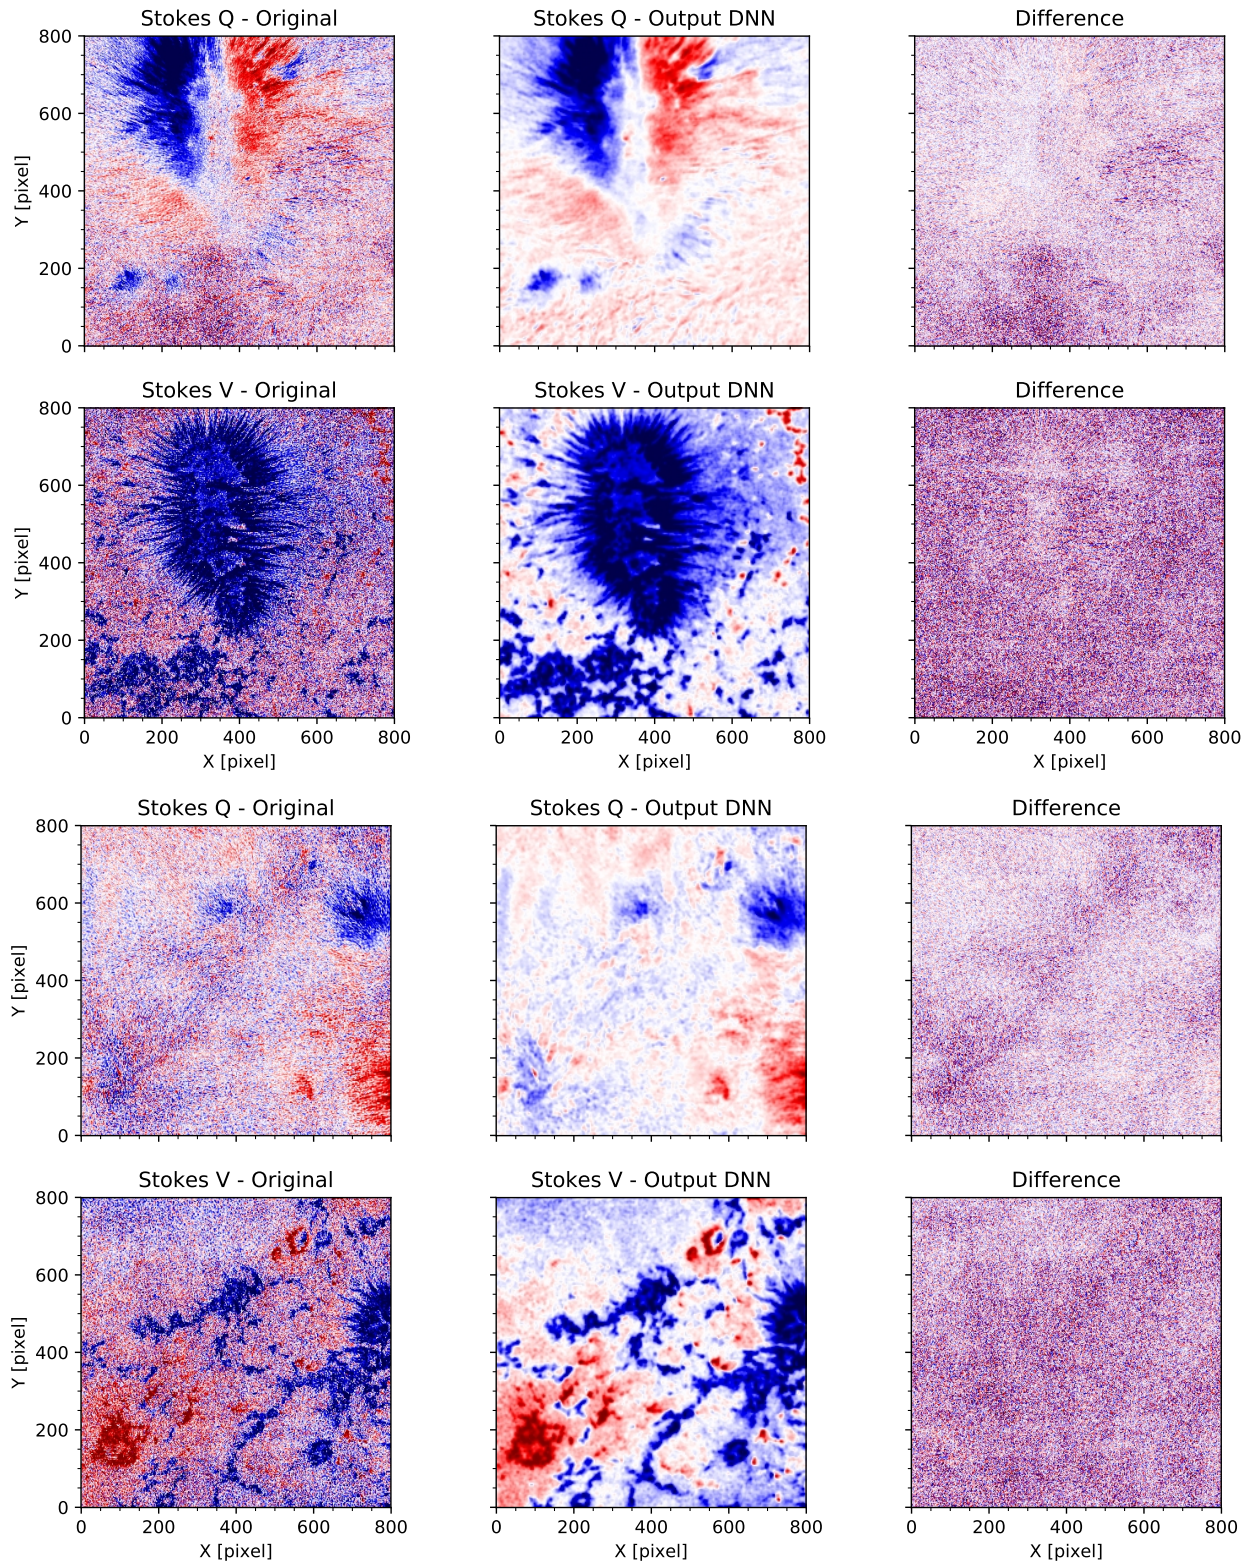 Stokes Q - Original Stokes Q - Output DNN Difference
800
600
400
200
0
Y [pixel]
Stokes V - Original Stokes V - Output DNN Difference
800
600
400
200
0
Y [pixel]
0 200 400 600 800 0 200 400 600 800 0 200 400 600 800
X [pixel] X [pixel] X [pixel]
Stokes Q - Original Stokes Q - Output DNN Difference
800
600
400
200
0
Y [pixel]
Stokes V - Original Stokes V - Output DNN Difference
800
600
400
200
0
Y [pixel]
0 200 400 600 800 0 200 400 600 800 0 200 400 600 800
X [pixel] X [pixel] X [pixel]